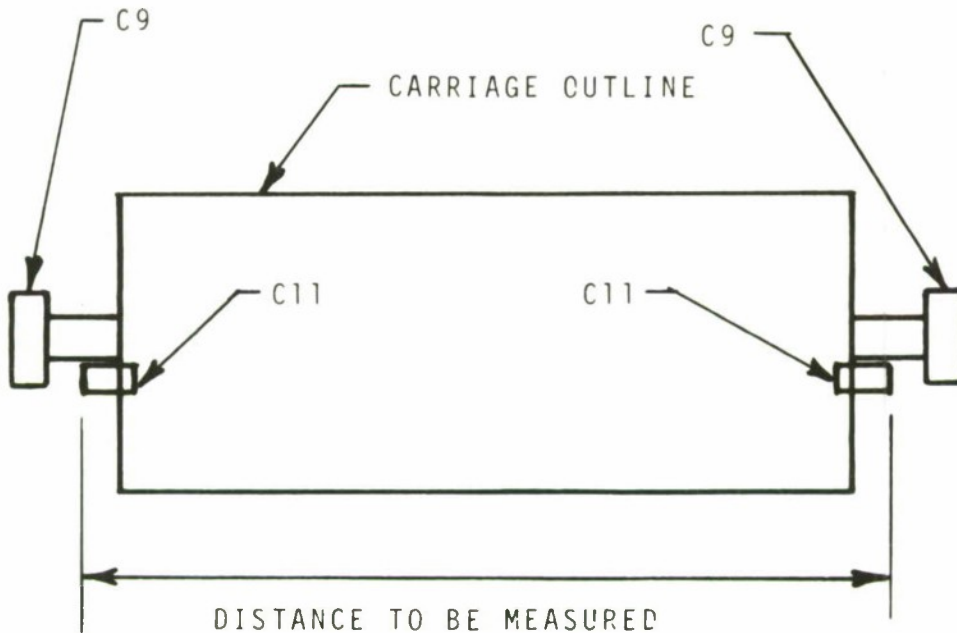 C9
C9
CARRIAGE OUTLINE
C11
C11
DISTANCE TO BE MEASURED